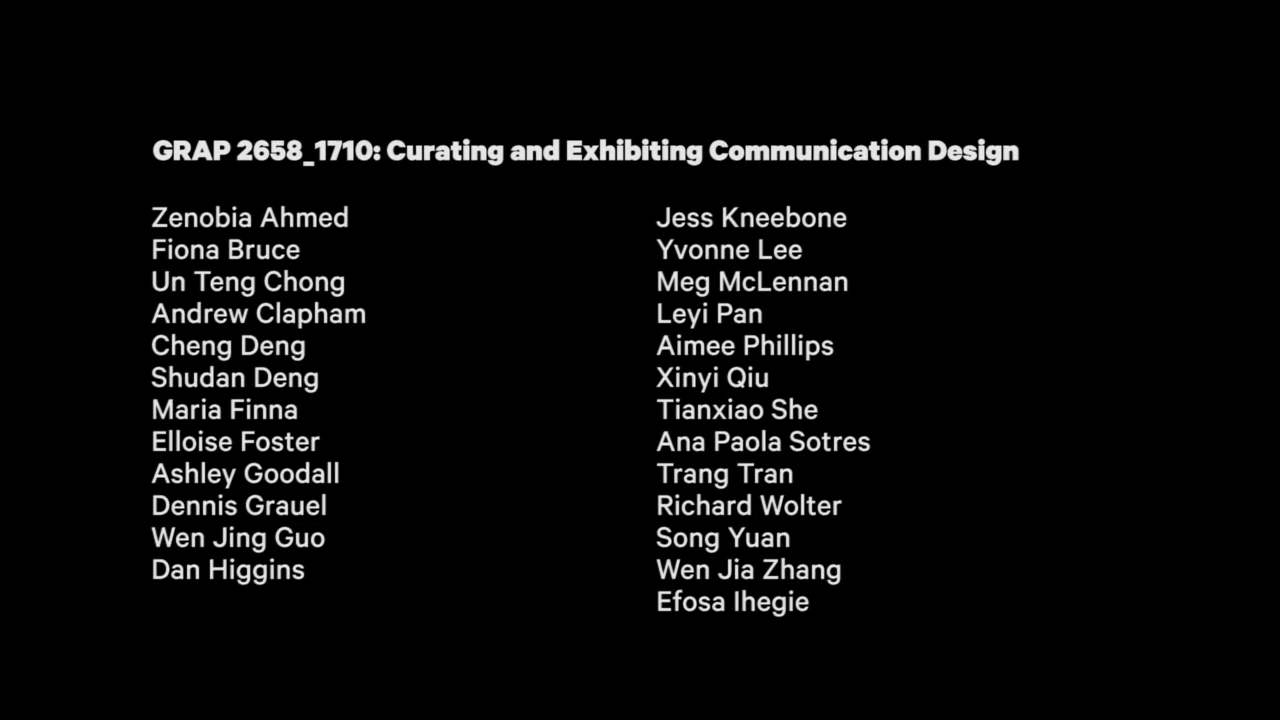 GRAP 2658_1710: Curating and Exhibiting Communication Design
Zenobia Ahmed
Fiona Bruce
Un Teng Chong
Andrew Clapham
Cheng Deng
Shudan Deng
Maria Finna
Elloise Foster
Ashley Goodall
Dennis Grauel
Wen Jing Guo
Dan Higgins
Jess Kneebone
Yvonne Lee
Meg McLennan
Leyi Pan
Aimee Phillips
Xinyi Qiu
Tianxiao She
Ana Paola Sotres
Trang Tran
Richard Wolter
Song Yuan
Wen Jia Zhang
Efosa Ihegie